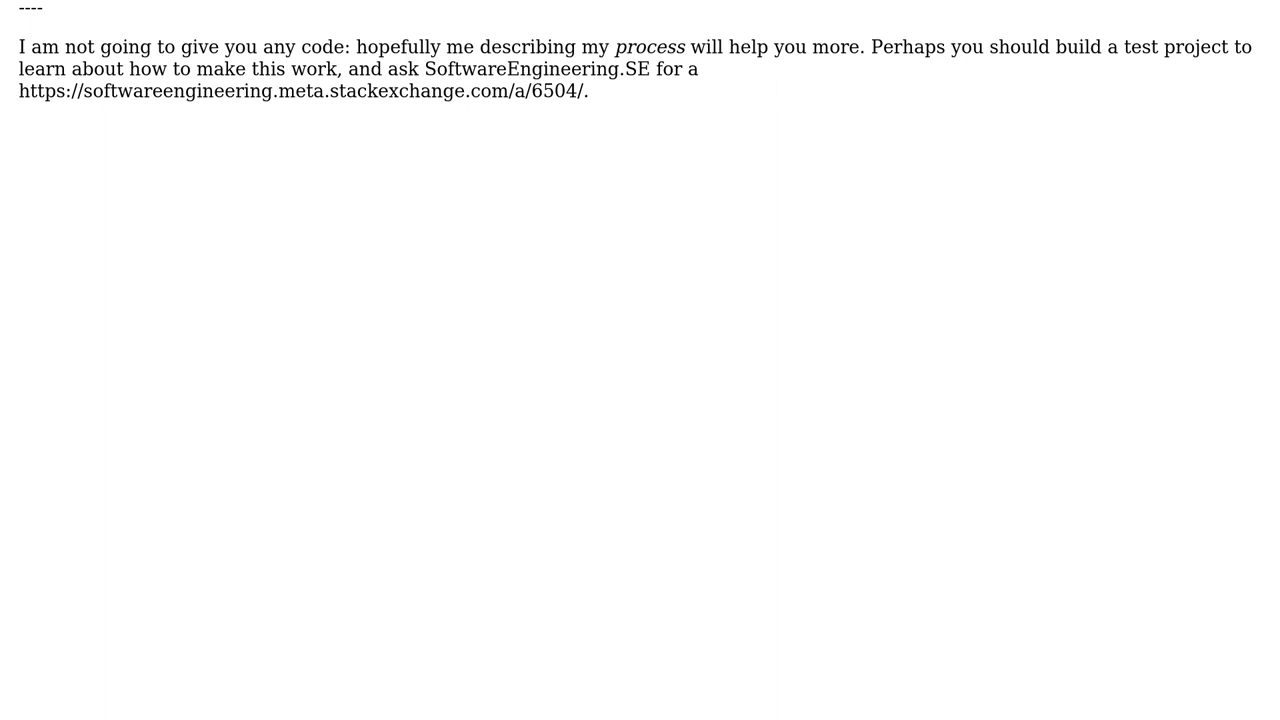 ----
I am not going to give you any code: hopefully me describing my process will help you more. Perhaps you should build a test project to
learn about how to make this work, and ask SoftwareEngineering.SE for a
https://softwareengineering.meta.stackexchange.com/a/6504/.